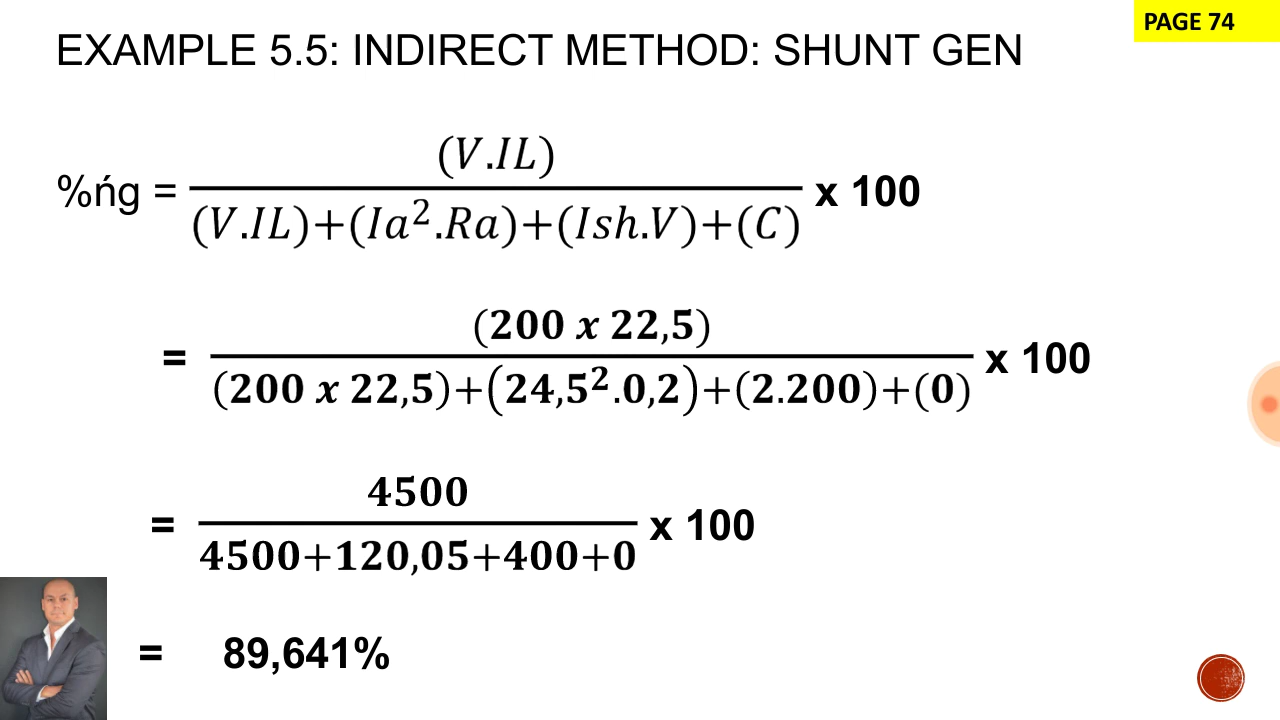 PAGE 74
EXAMPLE 5.5: INDIRECT METHOD: SHUNT GEN
%ńg = (V.IL) / (V.IL)+(Ia².Ra)+(Ish.V)+(C) x 100
= (200 x 22,5) / (200 x 22,5)+(24,5².0,2)+(2.200)+(0) x 100
= 4500 / 4500+120,05+400+0 x 100
= 89,641%